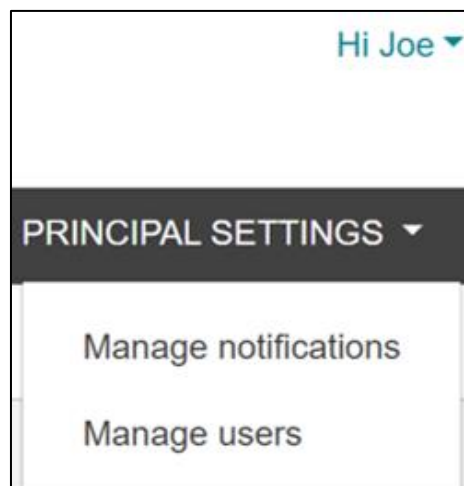 Hi Joe
PRINCIPAL SETTINGS
Manage notifications
Manage users